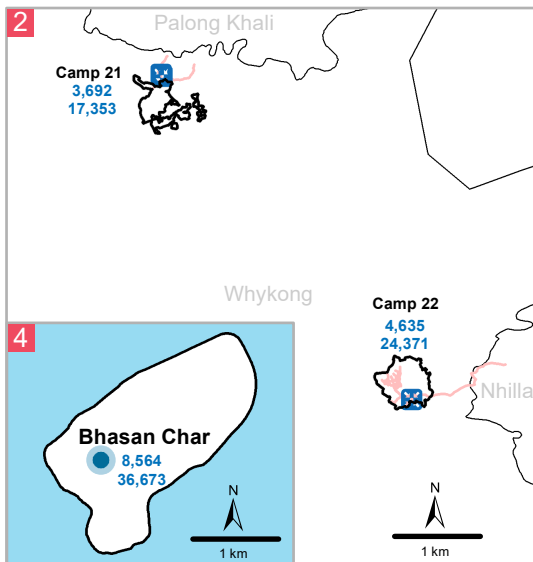 2
Palong Khali
Camp 21
3,692
17,353
Whykong
Camp 22
4,635
24,371
Nhilla
N
1 km
4
Bhasan Char
8,564
36,673
N
1 km